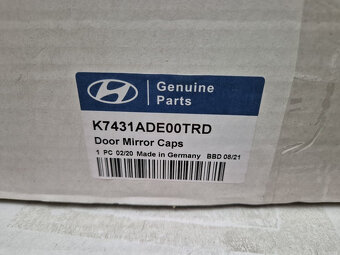 Genuine
Parts
K7431ADE00TRD
Door Mirror Caps
1 PC 02/20 Made in Germany BBD 08/21